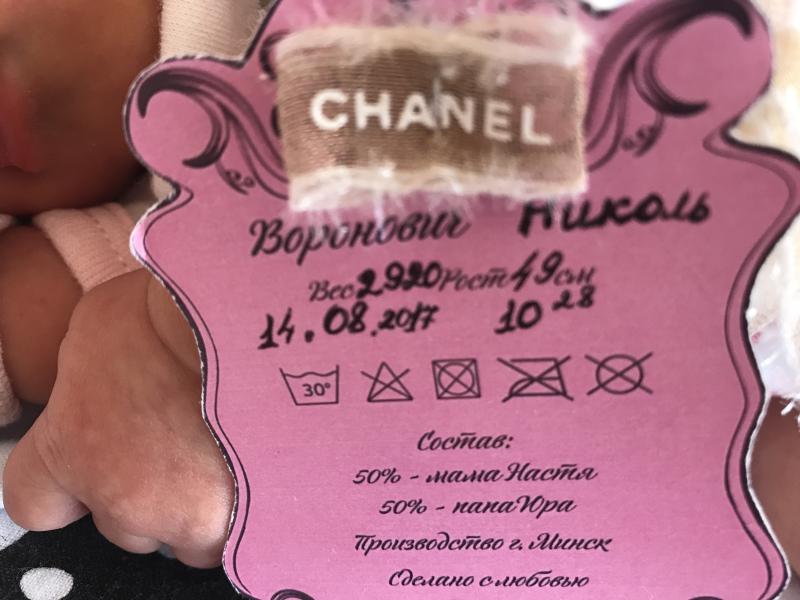 CHANEL
Воронович Николь
Вес 2920 Рост 49 см
14.08.2017 10 28
30°
Состав:
50% - мама Настя
50% - папа Юра
Производство г. Минск
Сделано с любовью